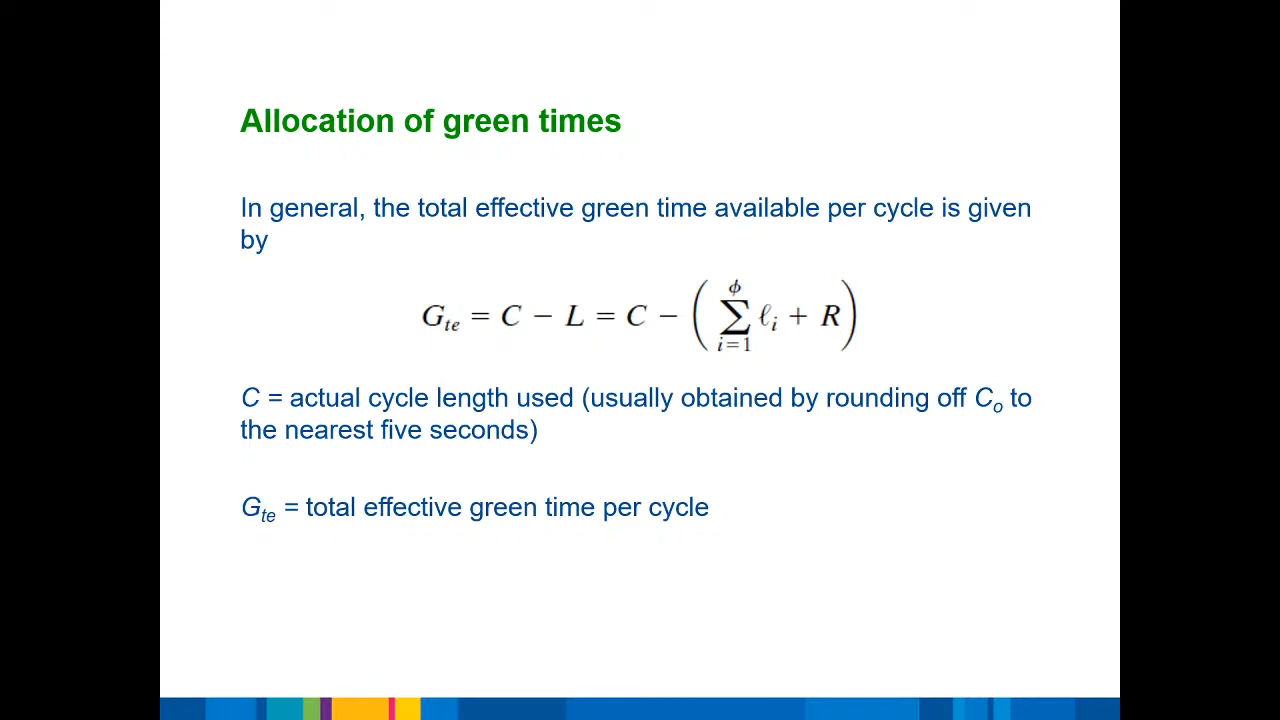 Allocation of green times
In general, the total effective green time available per cycle is given
by
G_te = C − L = C − ( ∑_{i=1}^{ϕ} ℓ_i + R )
C = actual cycle length used (usually obtained by rounding off C_o to
the nearest five seconds)
G_te = total effective green time per cycle